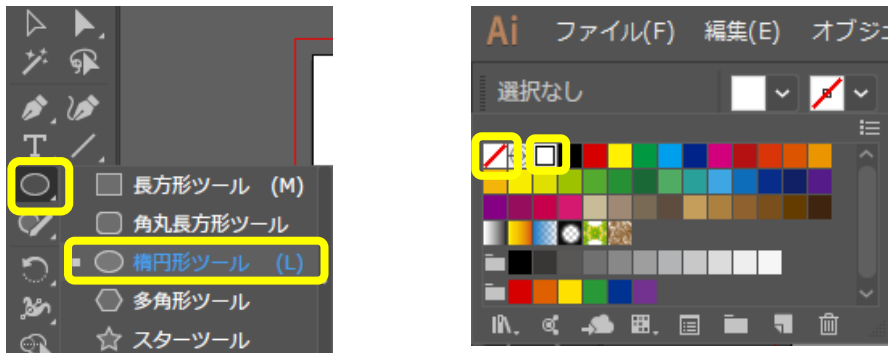 長方形ツール (M)
角丸長方形ツール
楕円形ツール (L)
多角形ツール
スターツール
Ai ファイル(F) 編集(E) オブジェ
選択なし